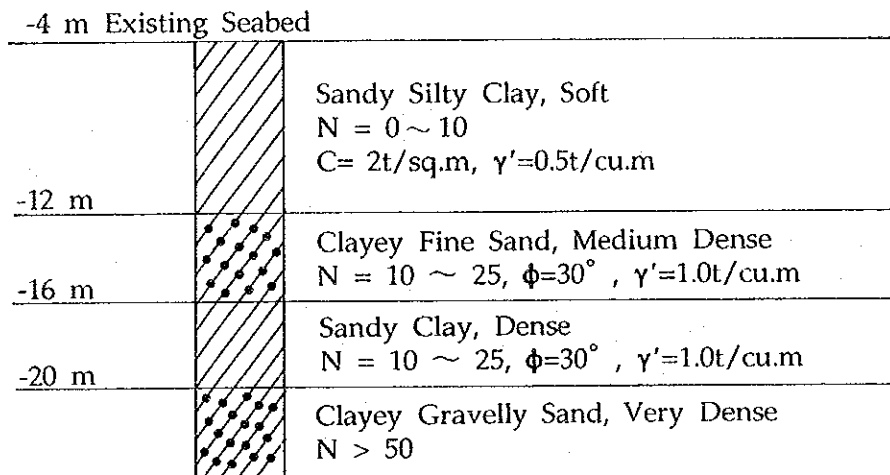 -4 m Existing Seabed
Sandy Silty Clay, Soft
N = 0 ~ 10
C= 2t/sq.m, γ'=0.5t/cu.m
-12 m
Clayey Fine Sand, Medium Dense
N = 10 ~ 25, ϕ=30° , γ'=1.0t/cu.m
-16 m
Sandy Clay, Dense
N = 10 ~ 25, ϕ=30° , γ'=1.0t/cu.m
-20 m
Clayey Gravelly Sand, Very Dense
N > 50